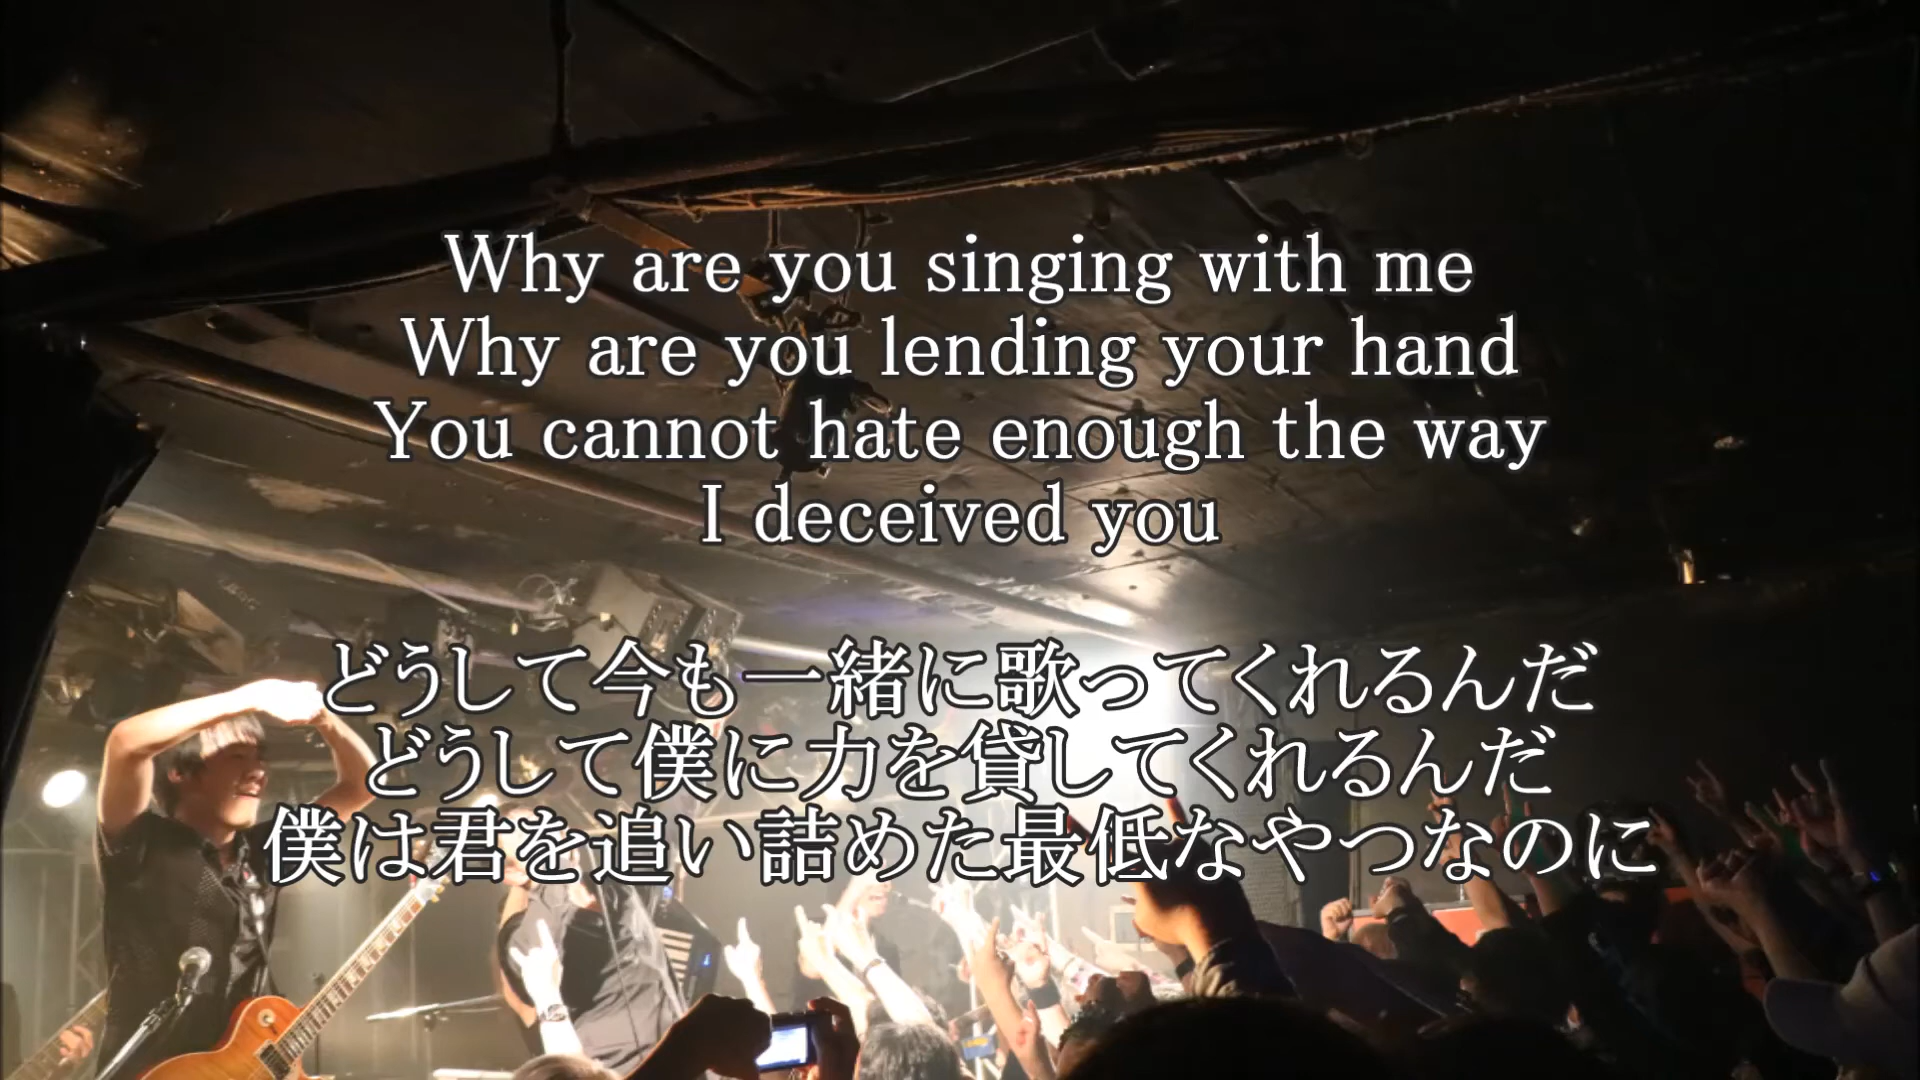 Why are you singing with me
Why are you lending your hand
You cannot hate enough the way
I deceived you
どうして今も一緒に歌ってくれるんだ
どうして僕に力を貸してくれるんだ
僕は君を追い詰めた最低なやつなのに